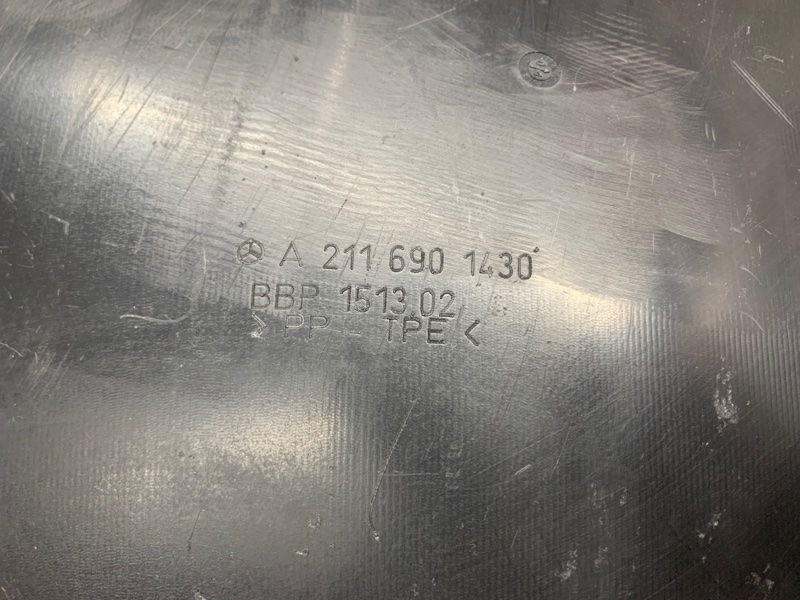 A 211 690 1430
BBP 1513.02
> PP - TPE <